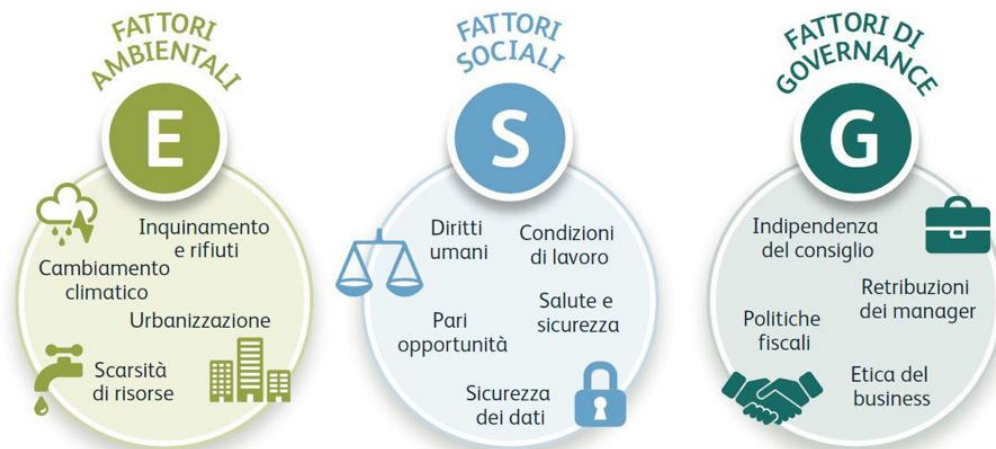 FATTORI
AMBIENTALI
E
Inquinamento
e rifiuti
Cambiamento
climatico
Urbanizzazione
Scarsità
di risorse
FATTORI
SOCIALI
S
Diritti
umani
Condizioni
di lavoro
Pari
opportunità
Salute e
sicurezza
Sicurezza
dei dati
FATTORI DI
GOVERNANCE
G
Indipendenza
del consiglio
Retribuzioni
dei manager
Politiche
fiscali
Etica del
business